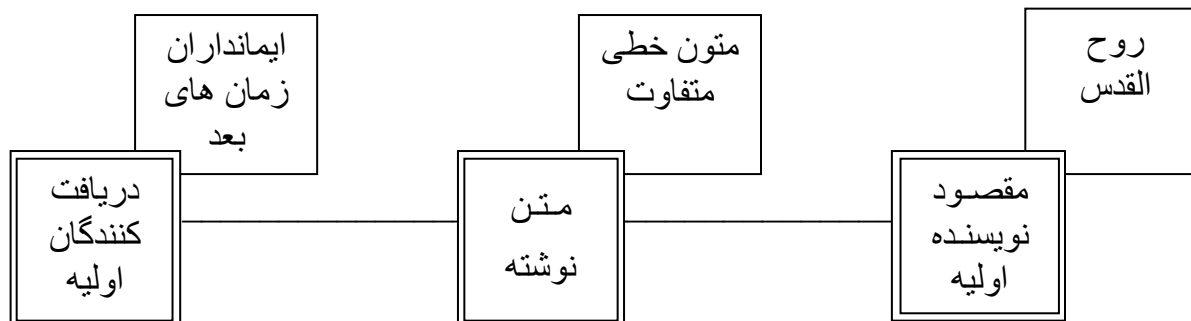 روح
القدس
مقصود
نویسنده
اولیه
متون خطی
متفاوت
متن
نوشته
ایمانداران
زمان های
بعد
دریافت
کنندگان
اولیه